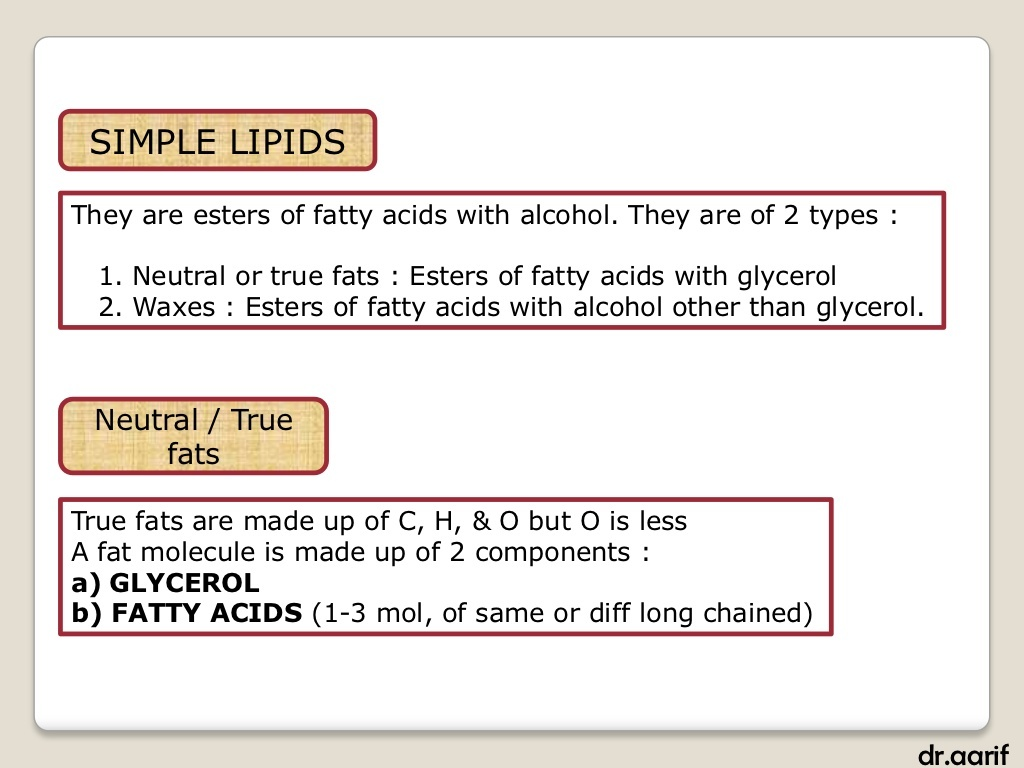 SIMPLE LIPIDS
They are esters of fatty acids with alcohol. They are of 2 types :
1. Neutral or true fats : Esters of fatty acids with glycerol
2. Waxes : Esters of fatty acids with alcohol other than glycerol.
Neutral / True
fats
True fats are made up of C, H, & O but O is less
A fat molecule is made up of 2 components :
a) GLYCEROL
b) FATTY ACIDS (1-3 mol, of same or diff long chained)
dr.aarif